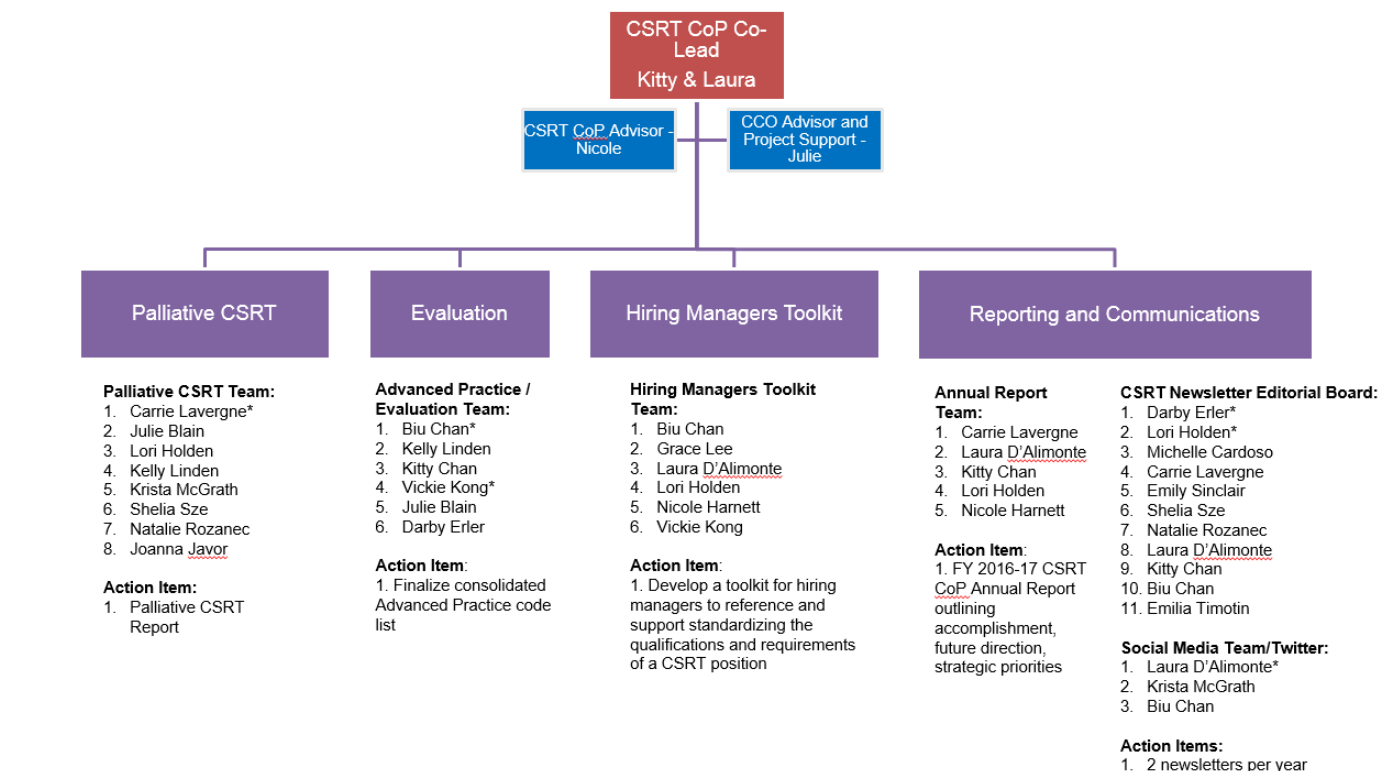 CSRT CoP Co-
Lead
Kitty & Laura
CSRT CoP Advisor -
Nicole
CCO Advisor and
Project Support -
Julie
Palliative CSRT
Evaluation
Hiring Managers Toolkit
Reporting and Communications
Palliative CSRT Team:
1. Carrie Lavergne*
2. Julie Blain
3. Lori Holden
4. Kelly Linden
5. Krista McGrath
6. Shelia Sze
7. Natalie Rozanec
8. Joanna Javor
Action Item:
1. Palliative CSRT
Report
Advanced Practice /
Evaluation Team:
1. Biu Chan*
2. Kelly Linden
3. Kitty Chan
4. Vickie Kong*
5. Julie Blain
6. Darby Erler
Action Item:
1. Finalize consolidated
Advanced Practice code
list
Hiring Managers Toolkit
Team:
1. Biu Chan
2. Grace Lee
3. Laura D’Alimonte
4. Lori Holden
5. Nicole Harnett
6. Vickie Kong
Action Item:
1. Develop a toolkit for hiring
managers to reference and
support standardizing the
qualifications and requirements
of a CSRT position
Annual Report
Team:
1. Carrie Lavergne
2. Laura D’Alimonte
3. Kitty Chan
4. Lori Holden
5. Nicole Harnett
Action Item:
1. FY 2016-17 CSRT
CoP Annual Report
outlining
accomplishment,
future direction,
strategic priorities
CSRT Newsletter Editorial Board:
1. Darby Erler*
2. Lori Holden*
3. Michelle Cardoso
4. Carrie Lavergne
5. Emily Sinclair
6. Shelia Sze
7. Natalie Rozanec
8. Laura D’Alimonte
9. Kitty Chan
10. Biu Chan
11. Emilia Timotin
Social Media Team/Twitter:
1. Laura D’Alimonte*
2. Krista McGrath
3. Biu Chan
Action Items:
1. 2 newsletters per year